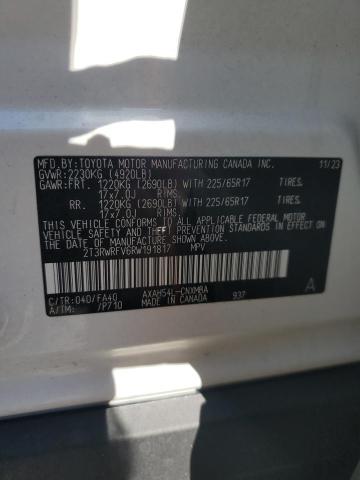 MFD.BY:TOYOTA MOTOR MANUFACTURING CANADA INC. 11/23
GVWR:2230KG (4920LB)
GAWR:FRT. 1220KG (2690LB) WITH 225/65R17 TIRES.
17x7.0J RIMS,
RR. 1220KG (2690LB) WITH 225/65R17 TIRES.
17x7.0J RIMS,
THIS VEHICLE CONFORMS TO ALL APPLICABLE FEDERAL MOTOR
VEHICLE SAFETY, BUMPER, AND THEFT
PREVENTION STANDARDS IN EFFECT ON THE DATE OF
MANUFACTURE SHOWN ABOVE.
2T3RWRFV6RW191817 MPV
C/TR:040/FA40 AXAH54L-CNXMBA 937 A
A/TM: /P710 MADE IN CANADA